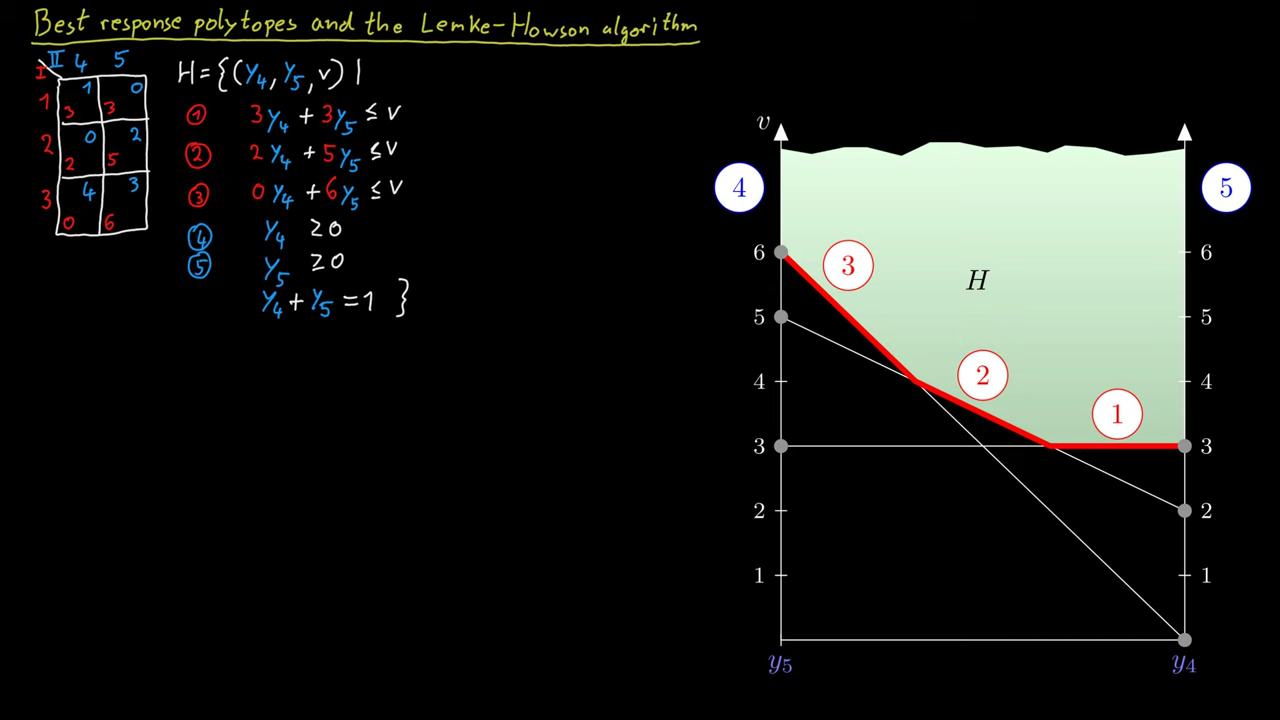 Best response polytopes and the Lemke-Howson algorithm
II 4 5
I
1 1 0
3 3
2 0 2
2 5
3 4 3
0 6
H = { (y₄, y₅, v) |
① 3y₄ + 3y₅ ≤ v
② 2y₄ + 5y₅ ≤ v
③ 0y₄ + 6y₅ ≤ v
④ y₄ ≥ 0
⑤ y₅ ≥ 0
y₄ + y₅ = 1 }
v
4 5
6 3 H 6
5 5
4 2 4
3 1 3
2 2
1 1
y₅ y₄